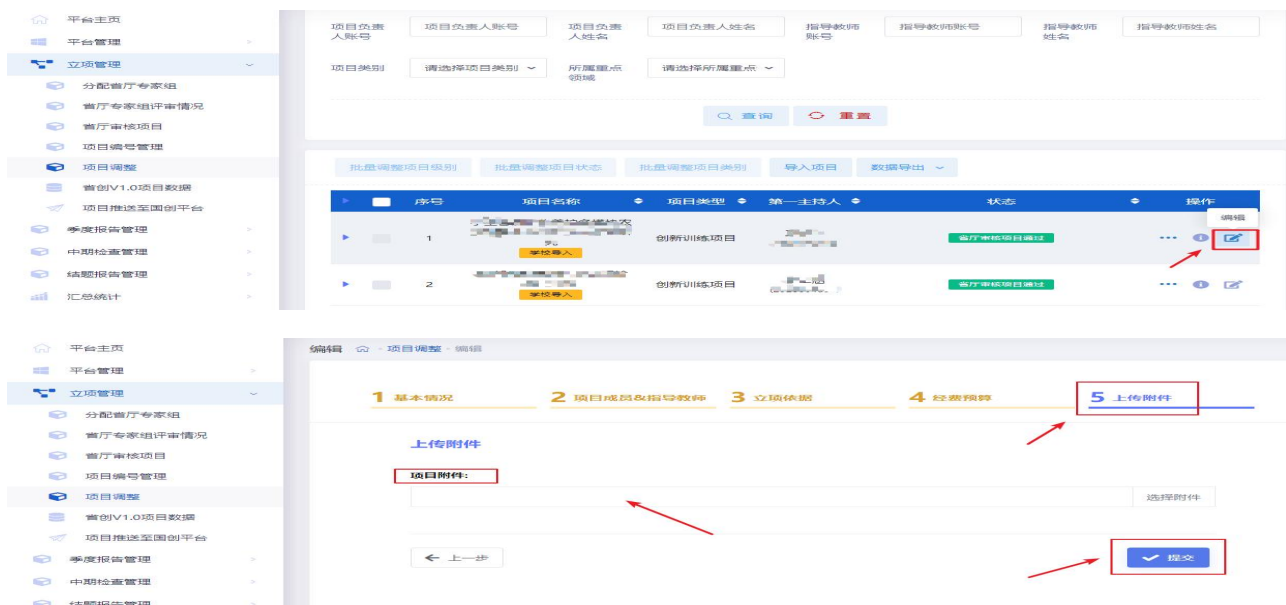 平台主页
平台管理
立项管理
分配省厅专家组
省厅专家组评审情况
省厅审核项目
项目编号管理
项目调整
省创V1.0项目数据
项目推送至国创平台
季度报告管理
中期检查管理
结题报告管理
汇总统计
项目负责人账号 项目负责人账号 项目负责人姓名 项目负责人姓名 指导教师账号 指导教师账号 指导教师姓名 指导教师姓名
项目类别 请选择项目类别 所属重点领域 请选择所属重点
查询 重置
批量调整项目级别 批量调整项目状态 批量调整项目类别 导入项目 数据导出
序号 项目名称 项目类型 第一主持人 状态 操作
编辑
1 创新训练项目 省厅审核项目通过
学校导入
2 创新训练项目 省厅审核项目通过
学校导入
平台主页
平台管理
立项管理
分配省厅专家组
省厅专家组评审情况
省厅审核项目
项目编号管理
项目调整
省创V1.0项目数据
项目推送至国创平台
季度报告管理
中期检查管理
结题报告管理
编辑 - 项目调整 - 编辑
1 基本情况 2 项目成员&指导教师 3 立项依据 4 经费预算 5 上传附件
上传附件
项目附件:
选择附件
上一步 提交